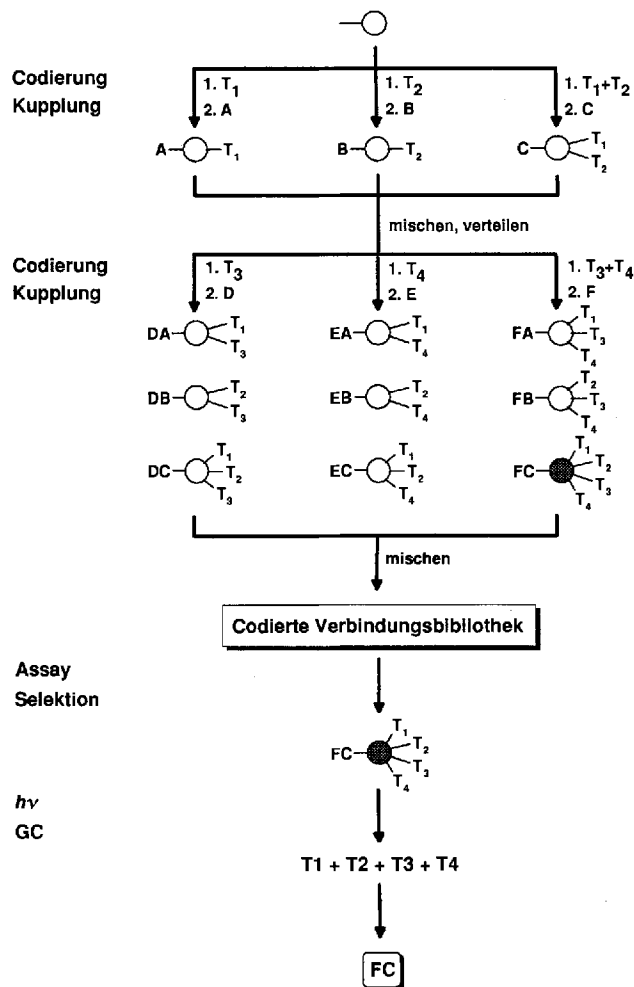 Codierung
Kupplung
1. T1
2. A
1. T2
2. B
1. T1+T2
2. C
A T1
B T2
C T1 T2
mischen, verteilen
Codierung
Kupplung
1. T3
2. D
1. T4
2. E
1. T3+T4
2. F
DA T1 T3
EA T1 T4
FA T1 T3 T4
DB T2 T3
EB T2 T4
FB T2 T3 T4
DC T1 T2 T3
EC T1 T2 T4
FC T1 T2 T3 T4
mischen
Codierte Verbindungsbibliothek
Assay
Selektion
FC T1 T2 T3 T4
hν
GC
T1 + T2 + T3 + T4
FC